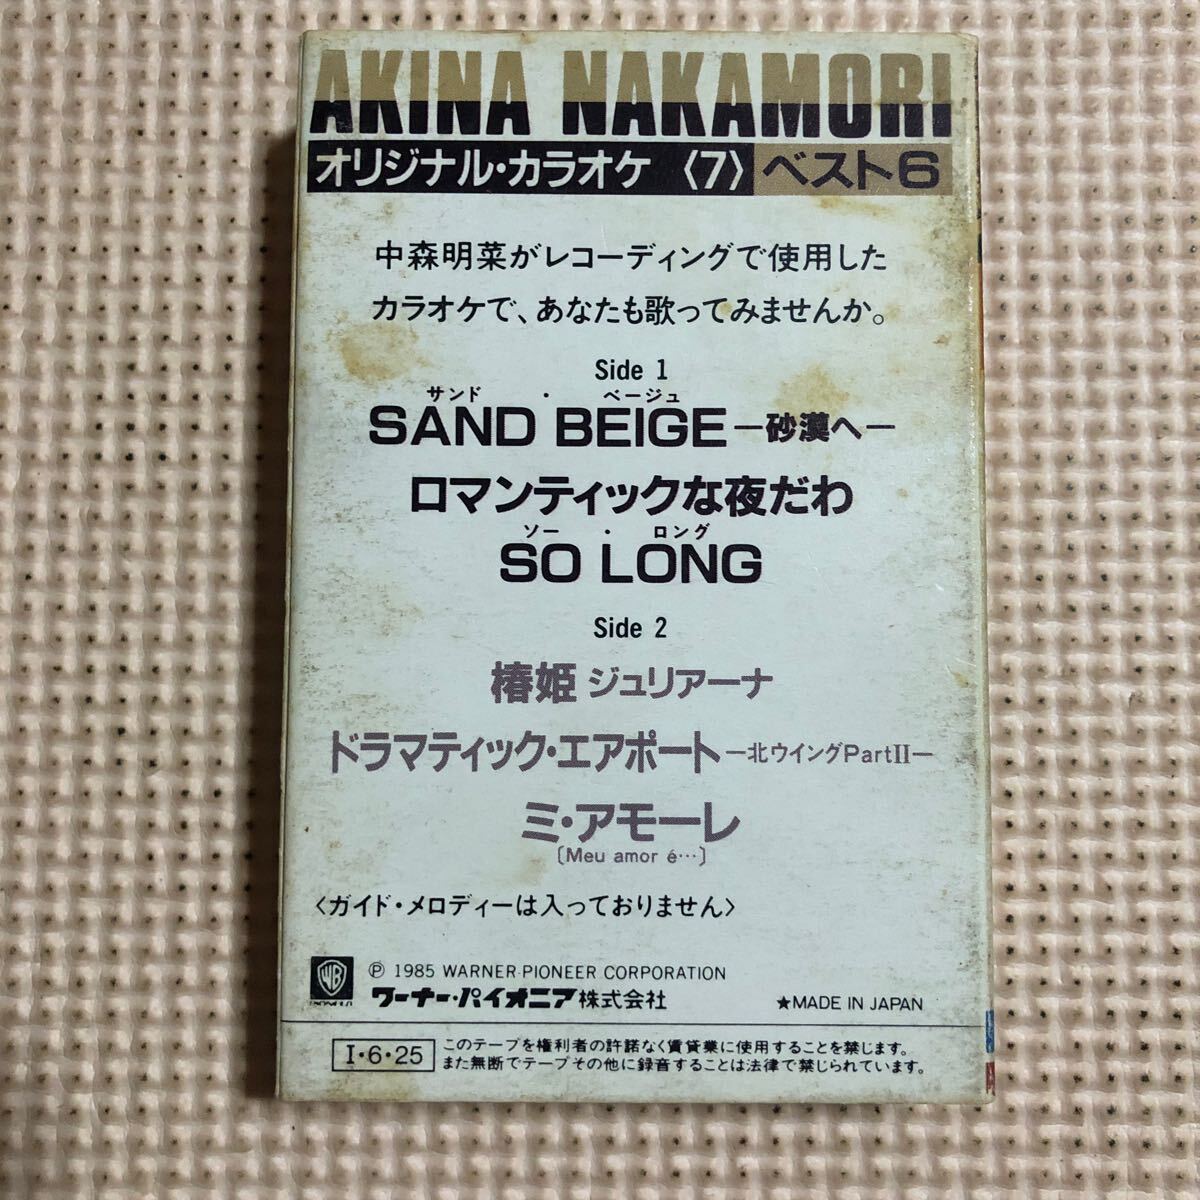 AKINA NAKAMORI
オリジナル・カラオケ 〈7〉 ベスト6
中森明菜がレコーディングで使用した
カラオケで、あなたも歌ってみませんか。
Side 1
サンド ・ ベージュ
SAND BEIGE－砂漠へ－
ロマンティックな夜だわ
ソー ・ ロング
SO LONG
Side 2
椿姫 ジュリアーナ
ドラマティック・エアポート－北ウイングPartII－
ミ・アモーレ
〔Meu amor é…〕
〈ガイド・メロディーは入っておりません〉
Ⓟ 1985 WARNER-PIONEER CORPORATION
ワーナー・パイオニア株式会社
★MADE IN JAPAN
I・6・25
このテープを権利者の許諾なく賃貸業に使用することを禁じます。
また無断でテープその他に録音することは法律で禁じられています。